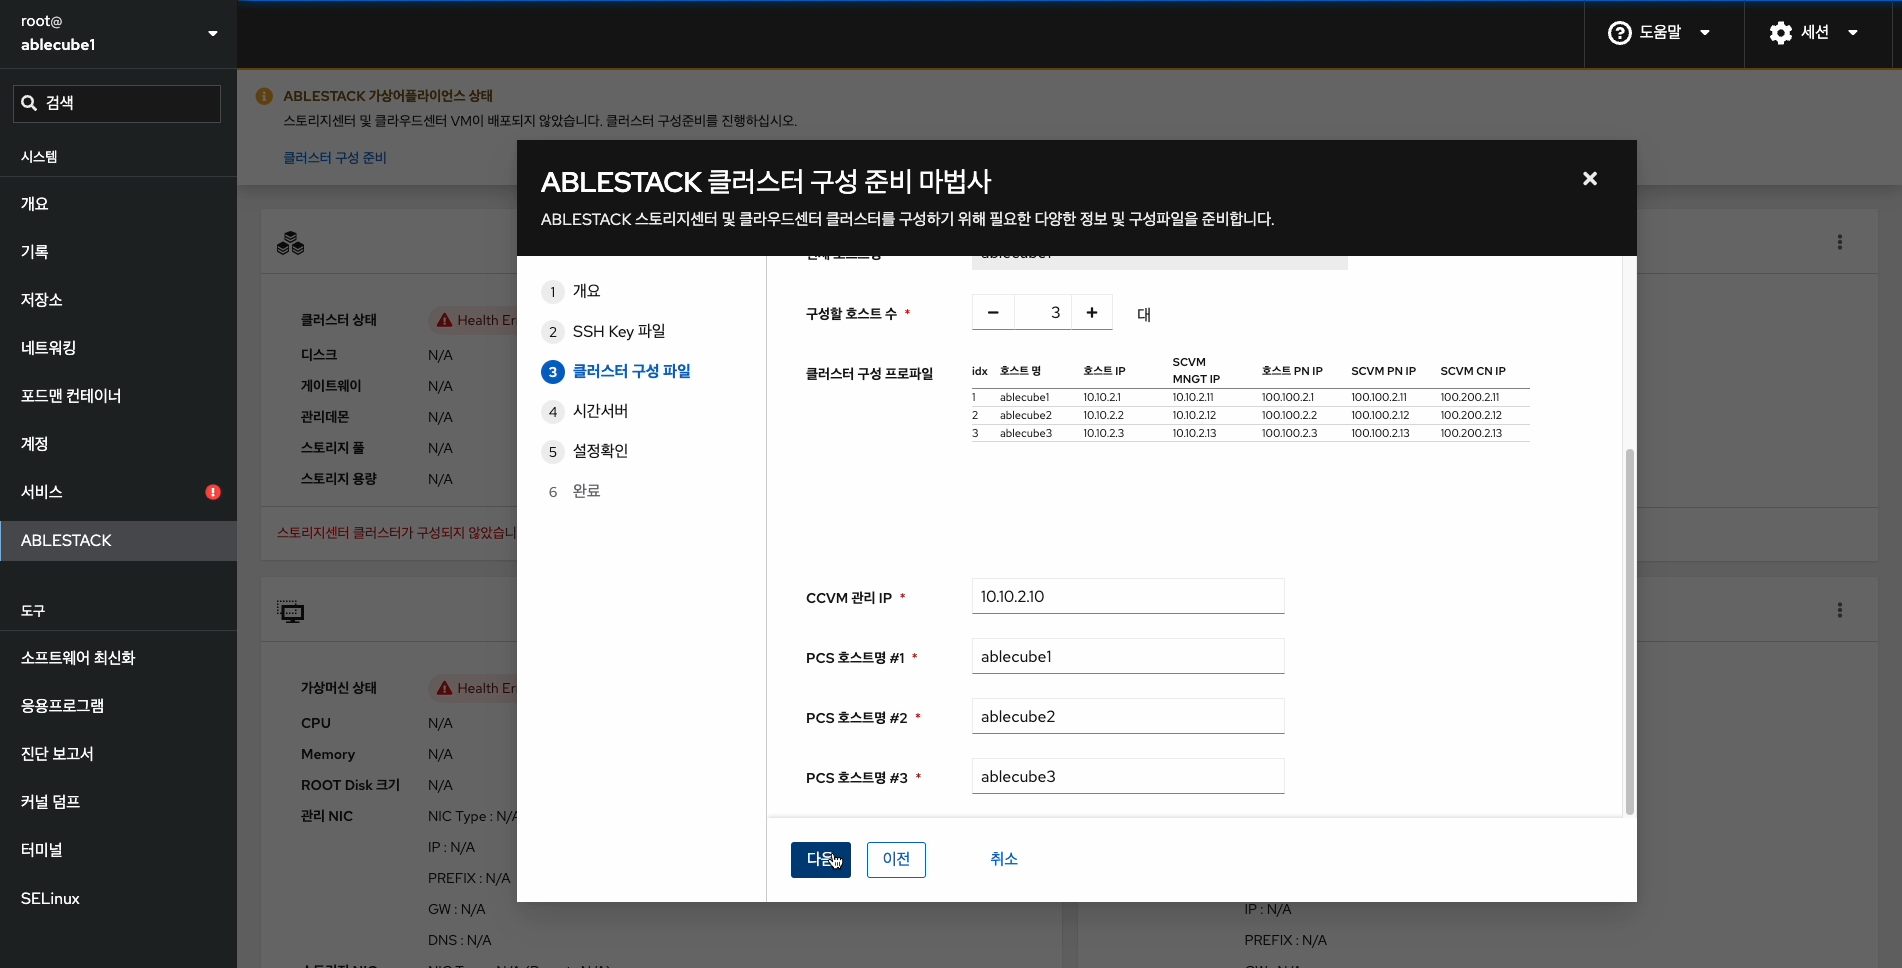 root@
ablecube1
도움말
세션
검색
시스템
개요
기록
저장소
네트워킹
포드맨 컨테이너
계정
서비스
ABLESTACK
도구
소프트웨어 최신화
응용프로그램
진단 보고서
커널 덤프
터미널
SELinux
ABLESTACK 가상어플라이언스 상태
스토리지센터 및 클라우드센터 VM이 배포되지 않았습니다. 클러스터 구성준비를 진행하십시오.
클러스터 구성 준비
클러스터 상태
Health Er
디스크 N/A
게이트웨이 N/A
관리데몬 N/A
스토리지 풀 N/A
스토리지 용량 N/A
스토리지센터 클러스터가 구성되지 않았습니
가상머신 상태
Health Er
CPU N/A
Memory N/A
ROOT Disk 크기 N/A
관리 NIC NIC Type : N/A
IP : N/A
PREFIX : N/A
GW : N/A
DNS : N/A
IP : N/A
PREFIX : N/A
ABLESTACK 클러스터 구성 준비 마법사
ABLESTACK 스토리지센터 및 클라우드센터 클러스터를 구성하기 위해 필요한 다양한 정보 및 구성파일을 준비합니다.
1 개요
2 SSH Key 파일
3 클러스터 구성 파일
4 시간서버
5 설정확인
6 완료
구성할 호스트 수 * − 3 + 대
클러스터 구성 프로파일
idx 호스트 명 호스트 IP SCVM MNGT IP 호스트 PN IP SCVM PN IP SCVM CN IP
1 ablecube1 10.10.2.1 10.10.2.11 100.100.2.1 100.100.2.11 100.200.2.11
2 ablecube2 10.10.2.2 10.10.2.12 100.100.2.2 100.100.2.12 100.200.2.12
3 ablecube3 10.10.2.3 10.10.2.13 100.100.2.3 100.100.2.13 100.200.2.13
CCVM 관리 IP * 10.10.2.10
PCS 호스트명 #1 * ablecube1
PCS 호스트명 #2 * ablecube2
PCS 호스트명 #3 * ablecube3
다음 이전 취소